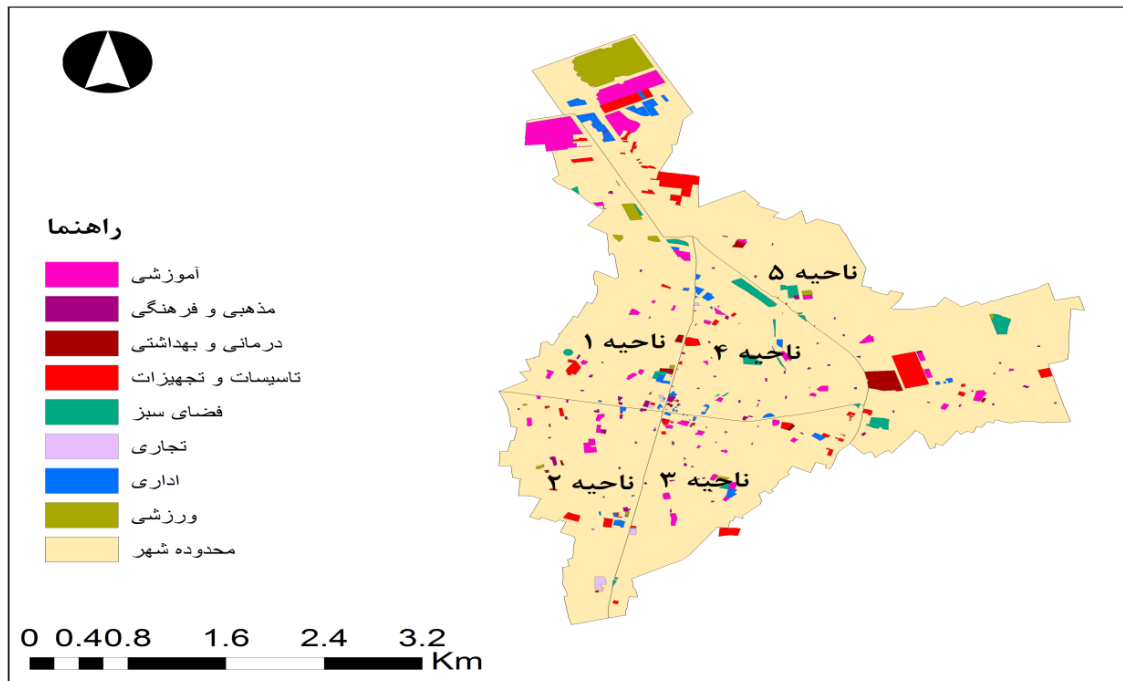 راهنما
آموزشی
مذهبی و فرهنگی
درمانی و بهداشتی
تاسیسات و تجهیزات
فضای سبز
تجاری
اداری
ورزشی
محدوده شهر
ناحیه ۵
ناحیه ۱
ناحیه ۴
ناحیه ۲
ناحیه ۳
0 0.40.8 1.6 2.4 3.2
Km